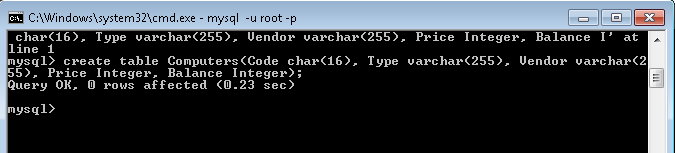 C:\Windows\system32\cmd.exe - mysql -u root -p
char(16), Type varchar(255), Vendor varchar(255), Price Integer, Balance I' at
line 1
mysql> create table Computers(Code char(16), Type varchar(255), Vendor varchar(2
55), Price Integer, Balance Integer);
Query OK, 0 rows affected (0.23 sec)
mysql>